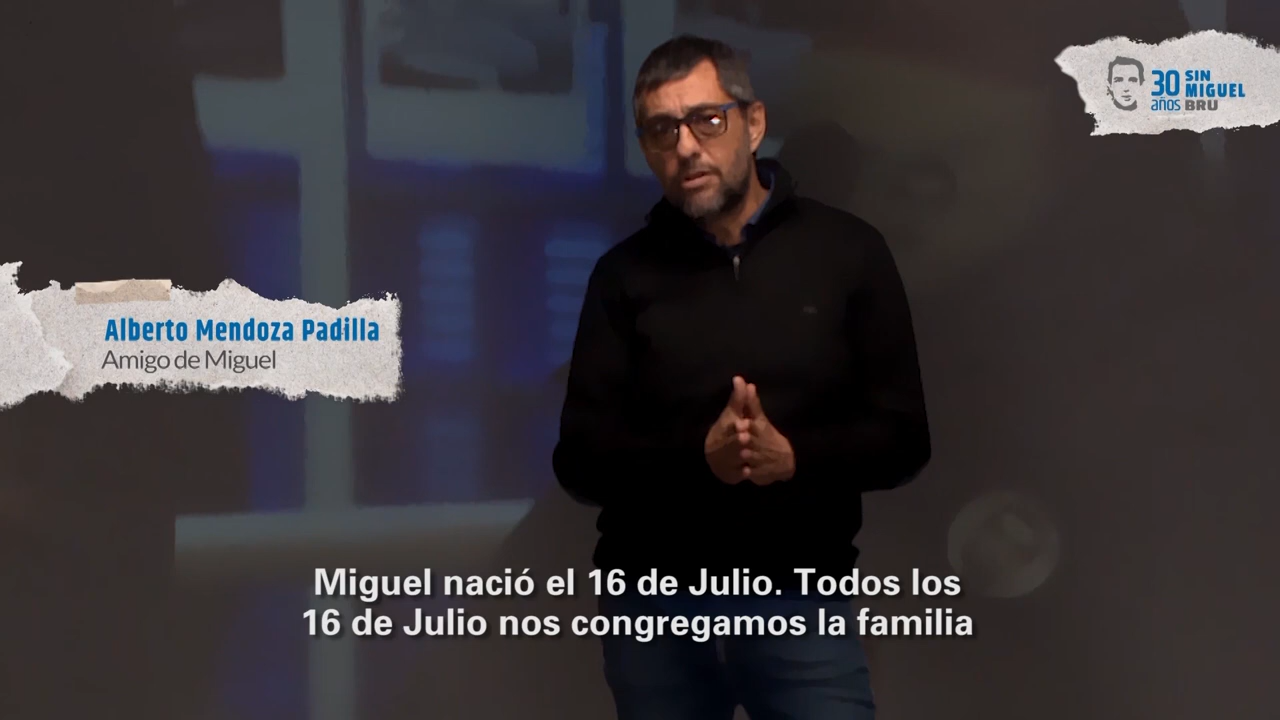 30 años
SIN
MIGUEL
BRU
Alberto Mendoza Padilla
Amigo de Miguel
Miguel nació el 16 de Julio. Todos los
16 de Julio nos congregamos la familia